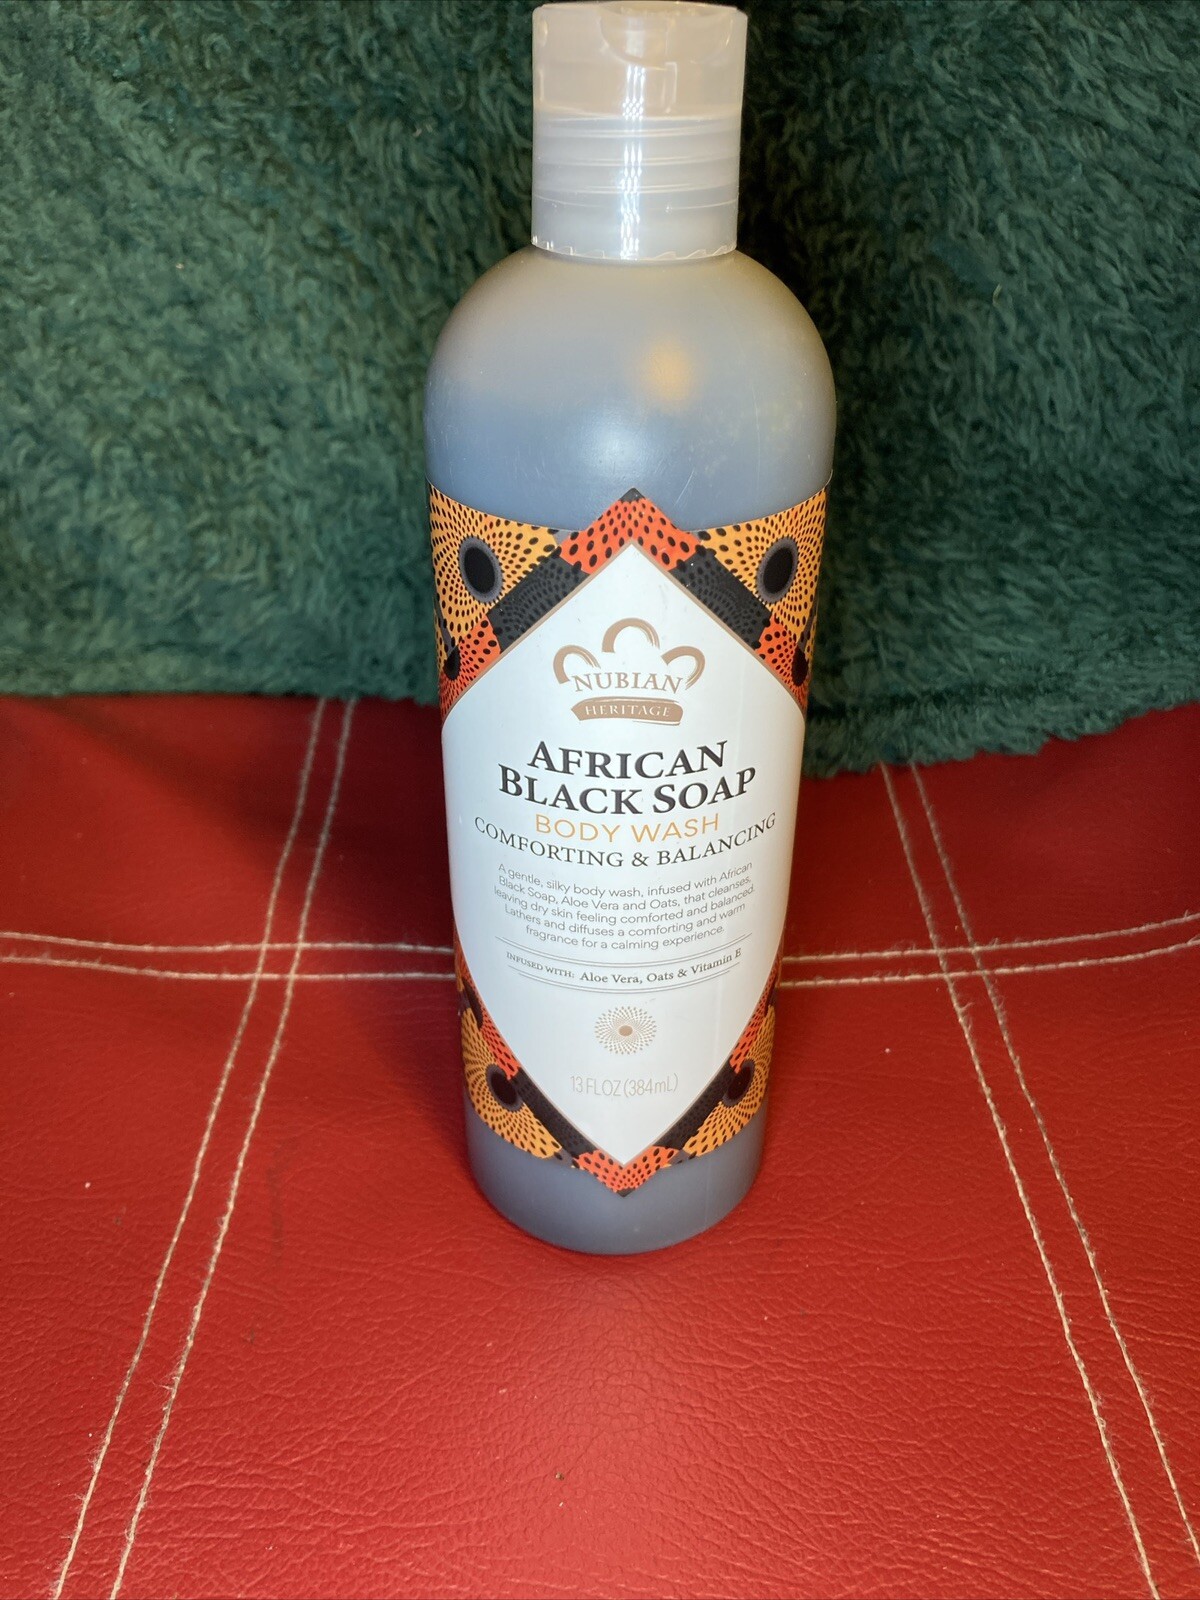 NUBIAN
HERITAGE
AFRICAN
BLACK SOAP
BODY WASH
COMFORTING & BALANCING
A gentle, silky body wash, infused with African
Black Soap, Aloe Vera and Oats, that cleanses,
leaving dry skin feeling comforted and balanced.
Lathers and diffuses a comforting and warm
fragrance for a calming experience.
INFUSED WITH: Aloe Vera, Oats & Vitamin E
13 FL OZ (384mL)